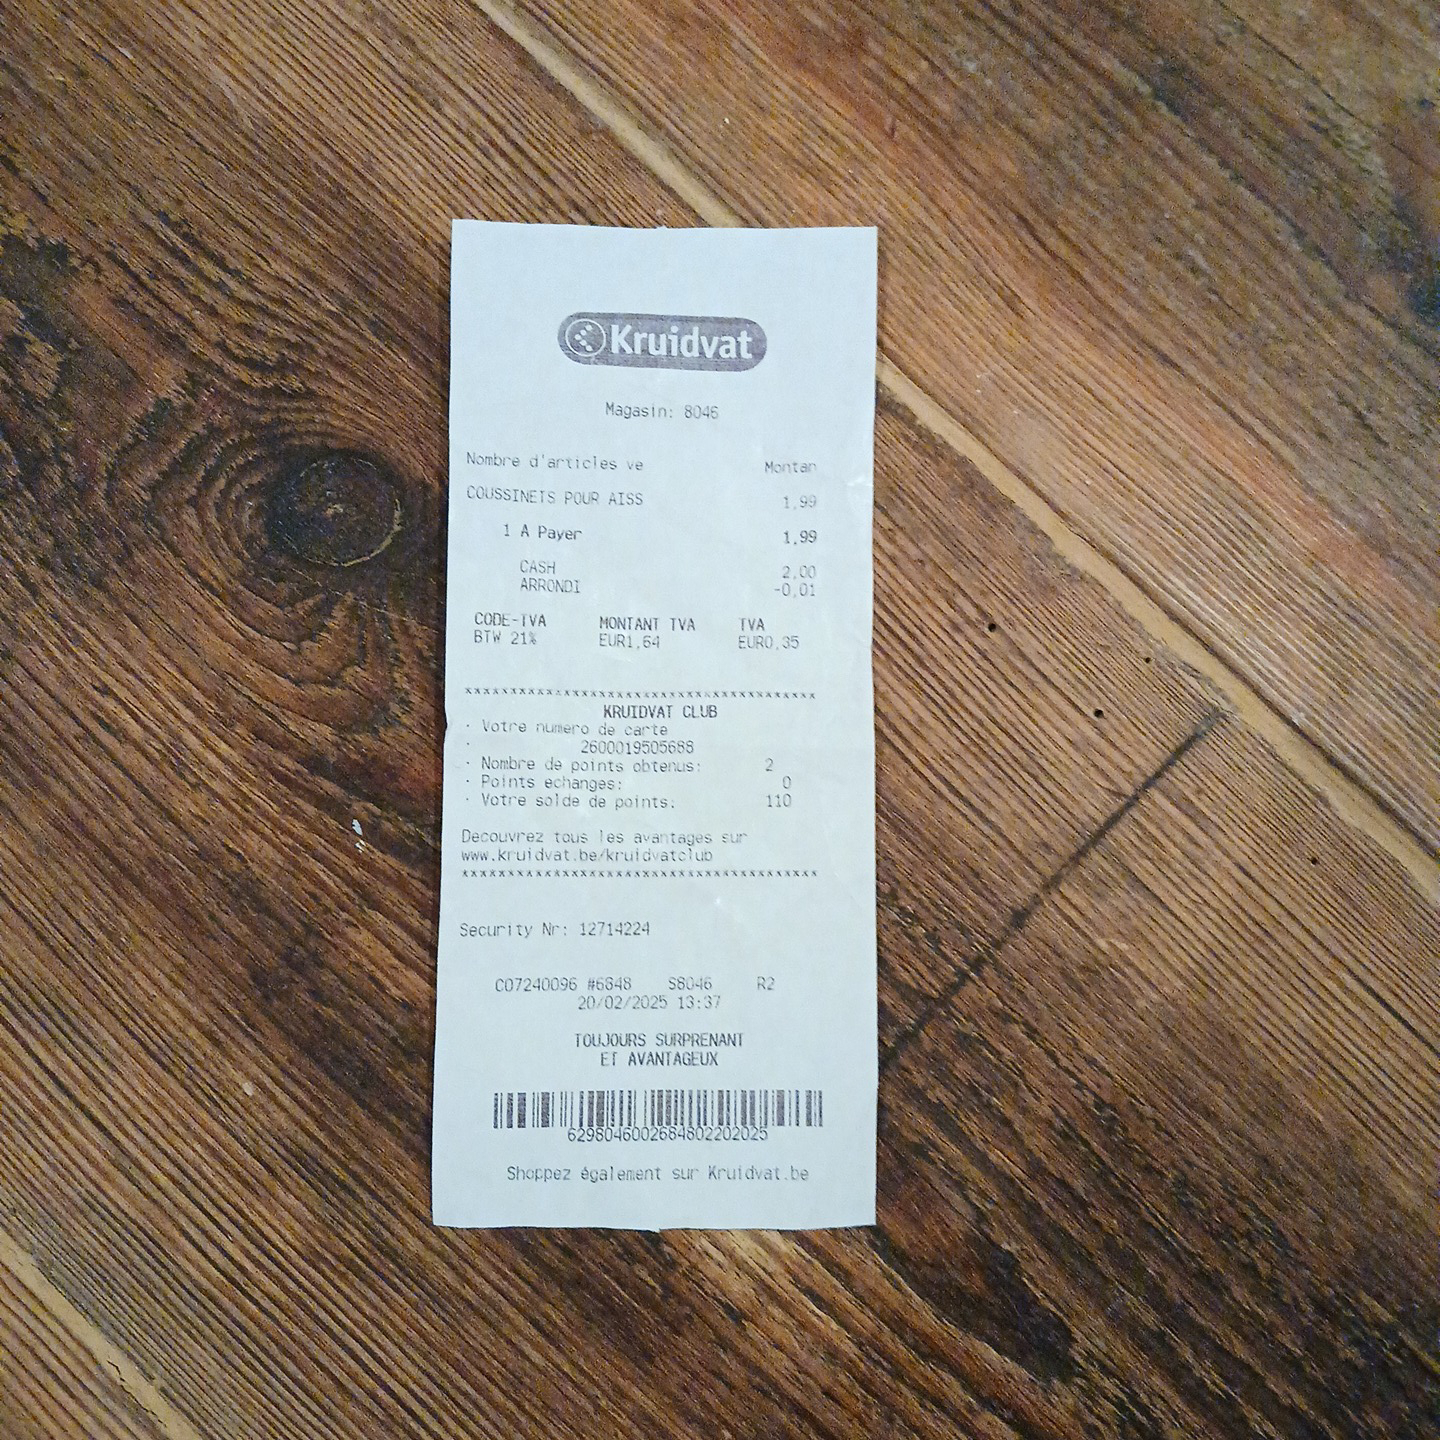 Kruidvat
Magasin: 8046
Nombre d'articles ve Montan
COUSSINETS POUR AISS 1,99
1 A Payer 1,99
CASH 2,00
ARRONDI -0,01
CODE-TVA MONTANT TVA TVA
BTW 21% EUR1,64 EUR0,35
xxxxxxxxxxxxxxxxxxxxxxxxxxxxxxxxxxxxxxxx
KRUIDVAT CLUB
· Votre numero de carte
· 2600019505688
· Nombre de points obtenus: 2
· Points echanges: 0
· Votre solde de points: 110
Decouvrez tous les avantages sur
www.kruidvat.be/kruidvatclub
xxxxxxxxxxxxxxxxxxxxxxxxxxxxxxxxxxxxxxxx
Security Nr: 12714224
C07240096 #6848 S8046 R2
20/02/2025 13:37
TOUJOURS SURPRENANT
ET AVANTAGEUX
6298046002684802202025
Shoppez également sur Kruidvat.be